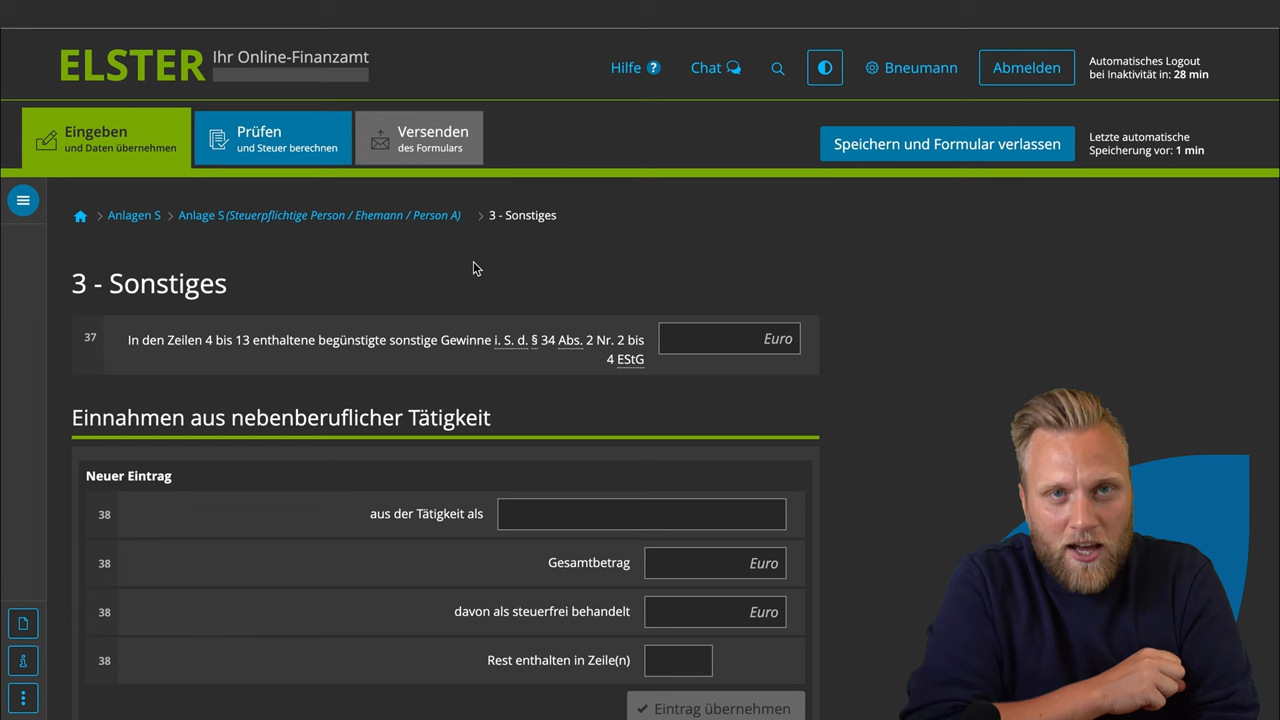 ELSTER Ihr Online-Finanzamt
Hilfe ?
Chat
Bneumann
Abmelden
Automatisches Logout
bei Inaktivität in: 28 min
Eingeben
und Daten übernehmen
Prüfen
und Steuer berechnen
Versenden
des Formulars
Speichern und Formular verlassen
Letzte automatische
Speicherung vor: 1 min
Anlagen S > Anlage S (Steuerpflichtige Person / Ehemann / Person A) > 3 - Sonstiges
3 - Sonstiges
37 In den Zeilen 4 bis 13 enthaltene begünstigte sonstige Gewinne i. S. d. § 34 Abs. 2 Nr. 2 bis Euro
4 EStG
Einnahmen aus nebenberuflicher Tätigkeit
Neuer Eintrag
38 aus der Tätigkeit als
38 Gesamtbetrag Euro
38 davon als steuerfrei behandelt Euro
38 Rest enthalten in Zeile(n)
Eintrag übernehmen